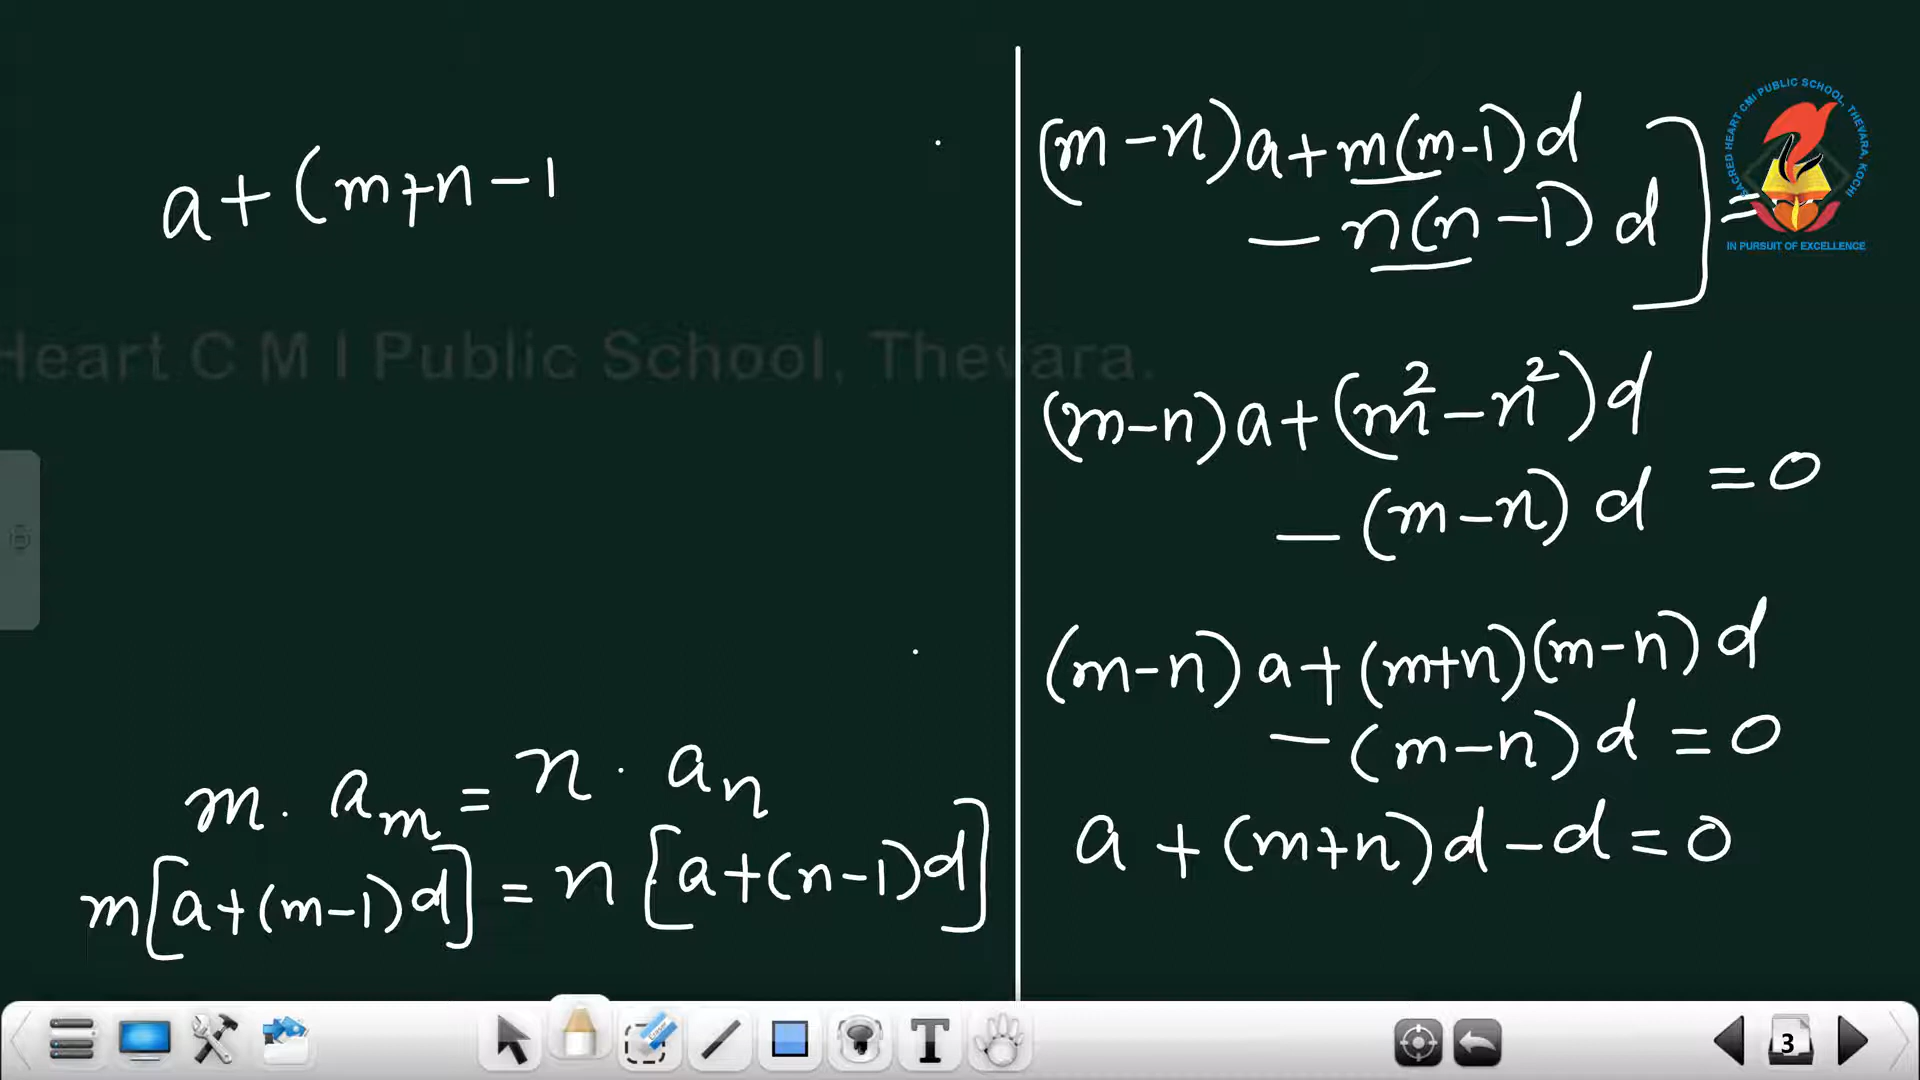 a + (m+n-1
Heart C M I Public School, Thevara.
m · a_m = n · a_n
m[a+(m-1)d] = n[a+(n-1)d]
(m-n)a+m(m-1)d
- n(n-1)d] =
(m-n)a+(m²-n²)d
- (m-n)d = 0
(m-n)a+(m+n)(m-n)d
- (m-n)d = 0
a + (m+n)d - d = 0
SACRED HEART CMI PUBLIC SCHOOL, THEVARA, KOCHI
IN PURSUIT OF EXCELLENCE
T
3